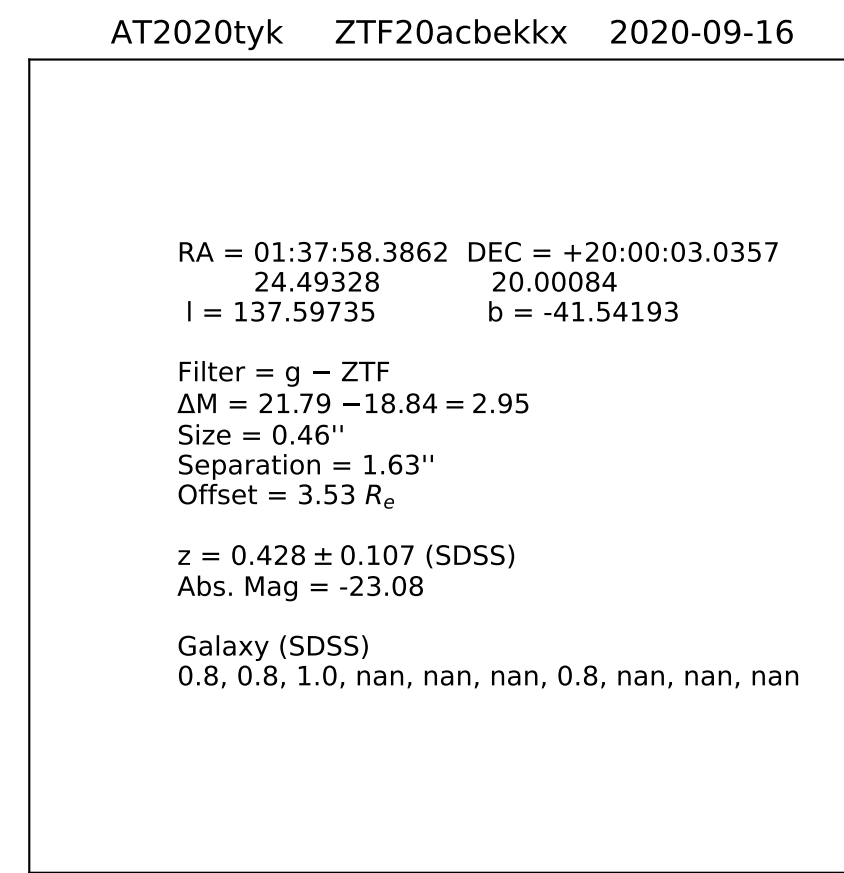 AT2020tyk ZTF20acbekkx 2020-09-16
RA = 01:37:58.3862 DEC = +20:00:03.0357
24.49328 20.00084
l = 137.59735 b = -41.54193
Filter = g − ZTF
ΔM = 21.79 −18.84 = 2.95
Size = 0.46''
Separation = 1.63''
Offset = 3.53 Rₑ
z = 0.428 ± 0.107 (SDSS)
Abs. Mag = -23.08
Galaxy (SDSS)
0.8, 0.8, 1.0, nan, nan, nan, 0.8, nan, nan, nan